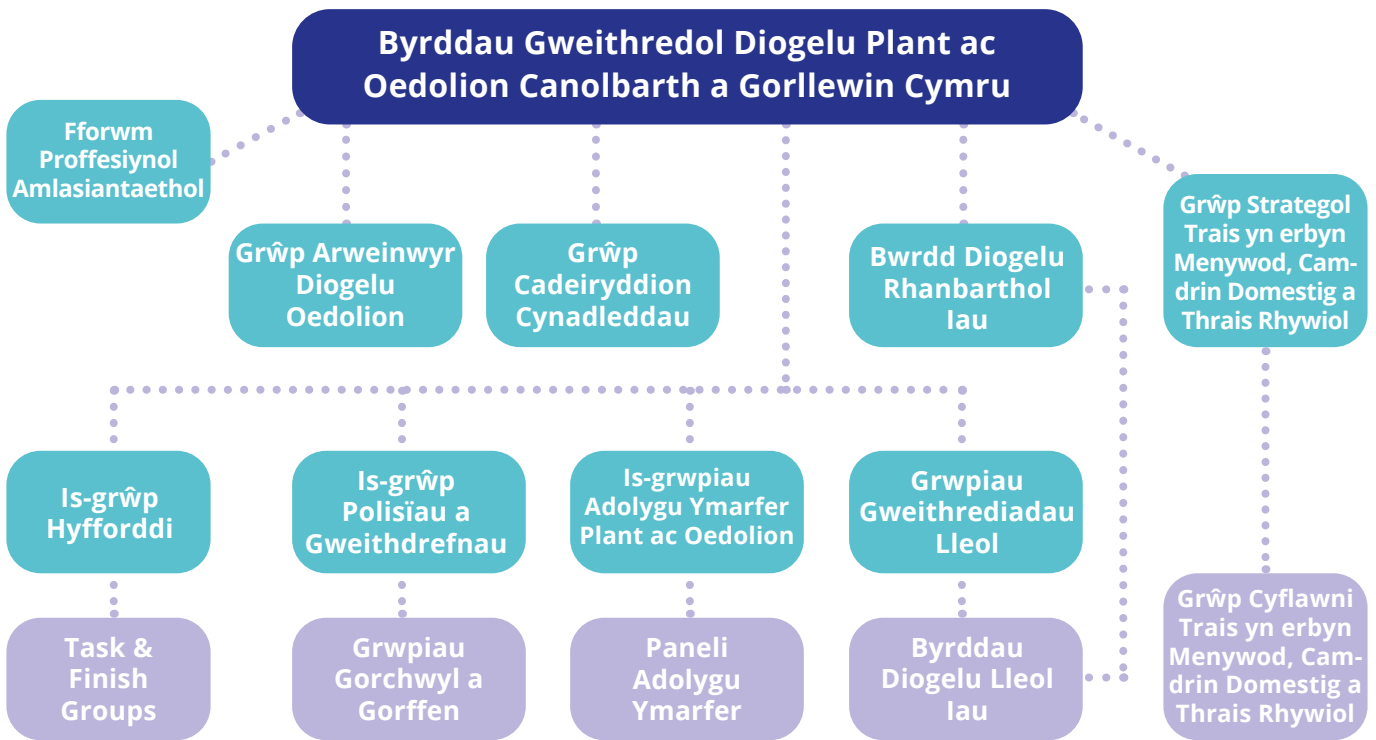 Byrddau Gweithredol Diogelu Plant ac
Oedolion Canolbarth a Gorllewin Cymru
Fforwm
Proffesiynol
Amlasiantaethol
Grŵp Arweinwyr
Diogelu
Oedolion
Grŵp
Cadeiryddion
Cynadleddau
Bwrdd Diogelu
Rhanbarthol
Iau
Grŵp Strategol
Trais yn erbyn
Menywod, Cam-
drin Domestig a
Thrais Rhywiol
Is-grŵp
Hyfforddi
Is-grŵp
Polisïau a
Gweithdrefnau
Is-grwpiau
Adolygu Ymarfer
Plant ac Oedolion
Grwpiau
Gweithrediadau
Lleol
Task &
Finish
Groups
Grwpiau
Gorchwyl a
Gorffen
Paneli
Adolygu
Ymarfer
Byrddau
Diogelu Lleol
Iau
Grŵp Cyflawni
Trais yn erbyn
Menywod, Cam-
drin Domestig a
Thrais Rhywiol